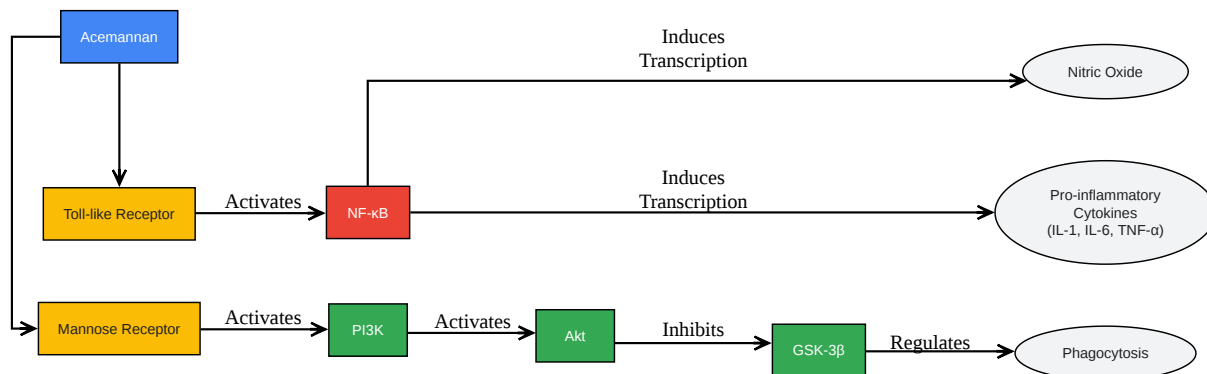 Acemannan
Induces
Transcription
Nitric Oxide
Toll-like Receptor
Activates
NF-κB
Induces
Transcription
Pro-inflammatory
Cytokines
(IL-1, IL-6, TNF-α)
Mannose Receptor
Activates
PI3K
Activates
Akt
Inhibits
GSK-3β
Regulates
Phagocytosis